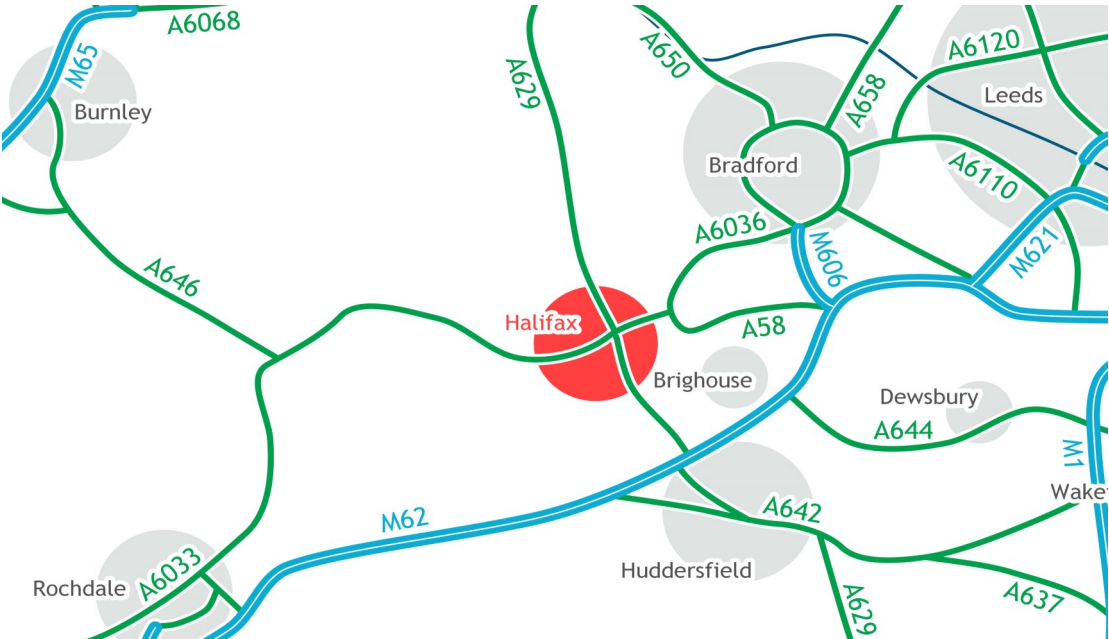 A6068
M65
Burnley
A629
A650
A658
A6120
Leeds
Bradford
A6110
A6036
M606
M621
A646
Halifax
A58
Brighouse
Dewsbury
A644
M1
Wakef
M62
A642
Huddersfield
A6033
Rochdale
A629
A637